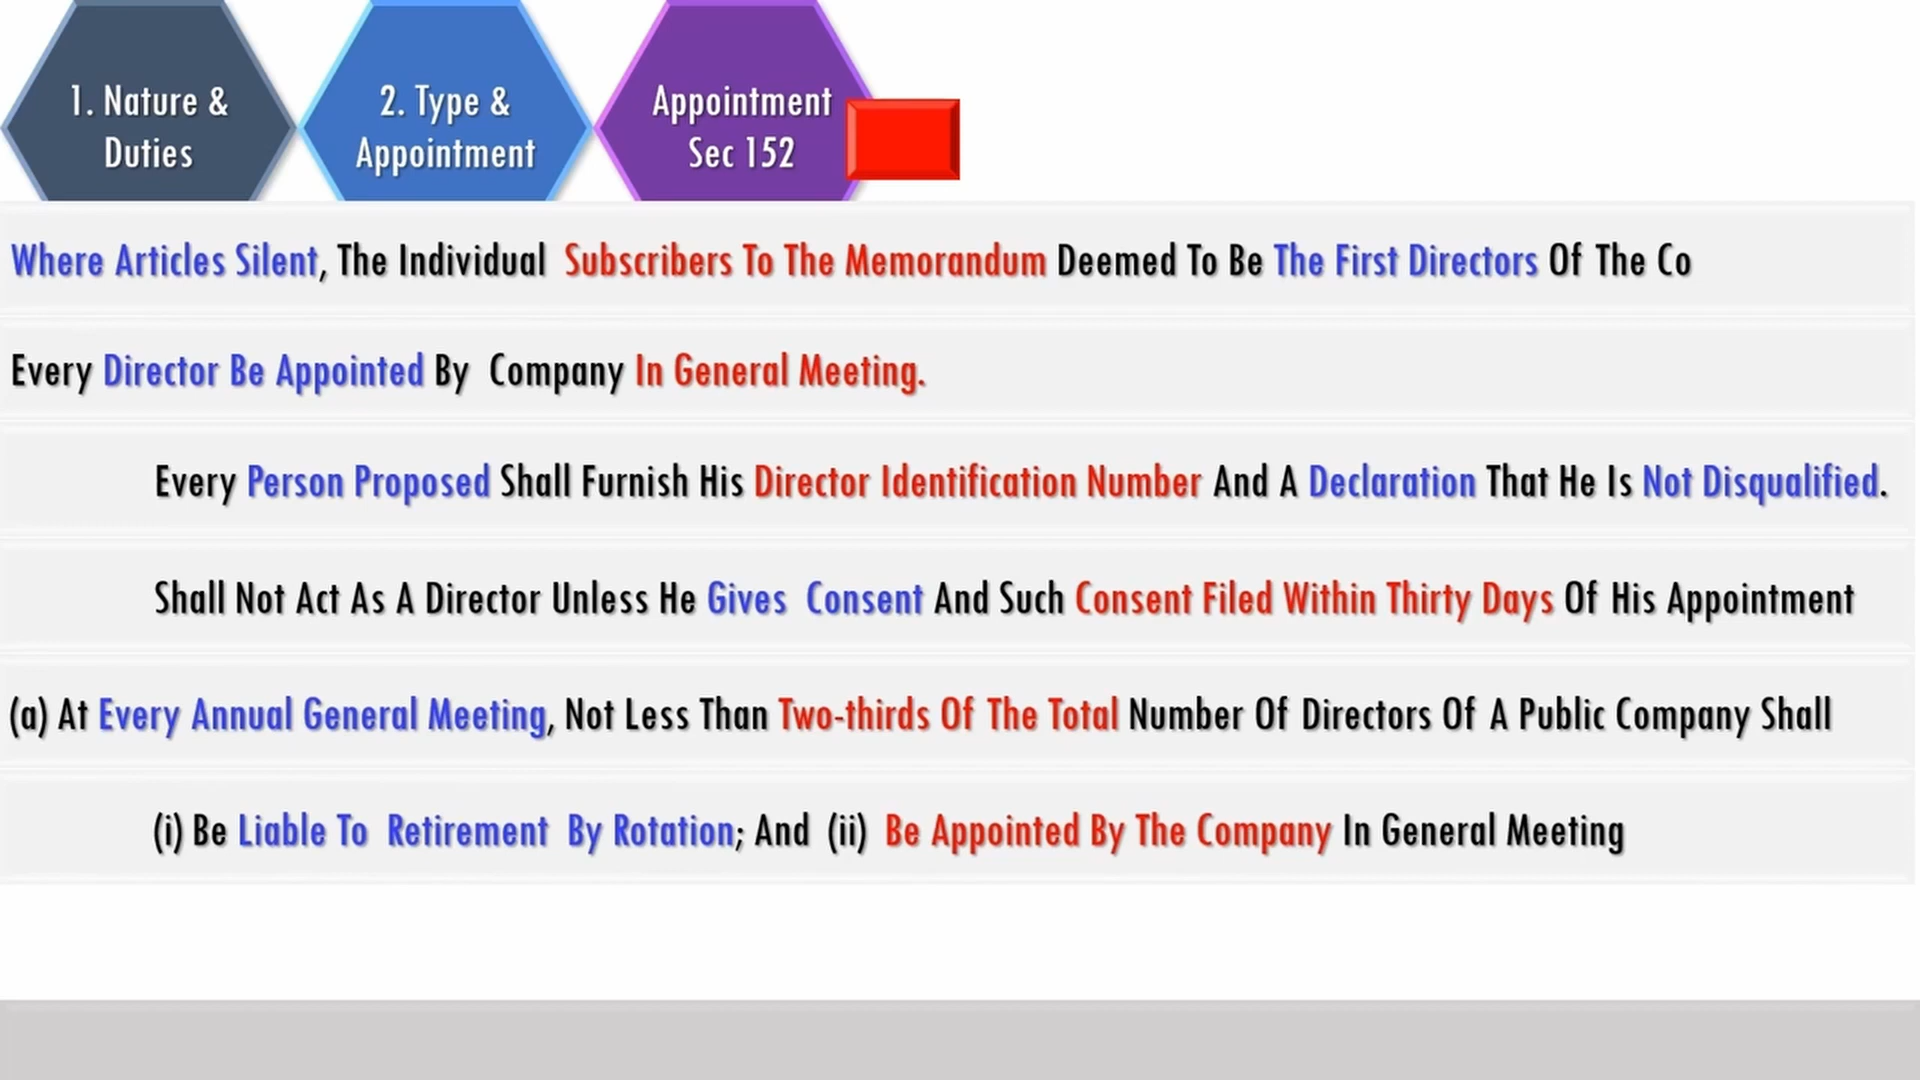 1. Nature &
Duties
2. Type &
Appointment
Appointment
Sec 152
Where Articles Silent, The Individual Subscribers To The Memorandum Deemed To Be The First Directors Of The Co
Every Director Be Appointed By Company In General Meeting.
Every Person Proposed Shall Furnish His Director Identification Number And A Declaration That He Is Not Disqualified.
Shall Not Act As A Director Unless He Gives Consent And Such Consent Filed Within Thirty Days Of His Appointment
(a) At Every Annual General Meeting, Not Less Than Two-thirds Of The Total Number Of Directors Of A Public Company Shall
(i) Be Liable To Retirement By Rotation; And (ii) Be Appointed By The Company In General Meeting